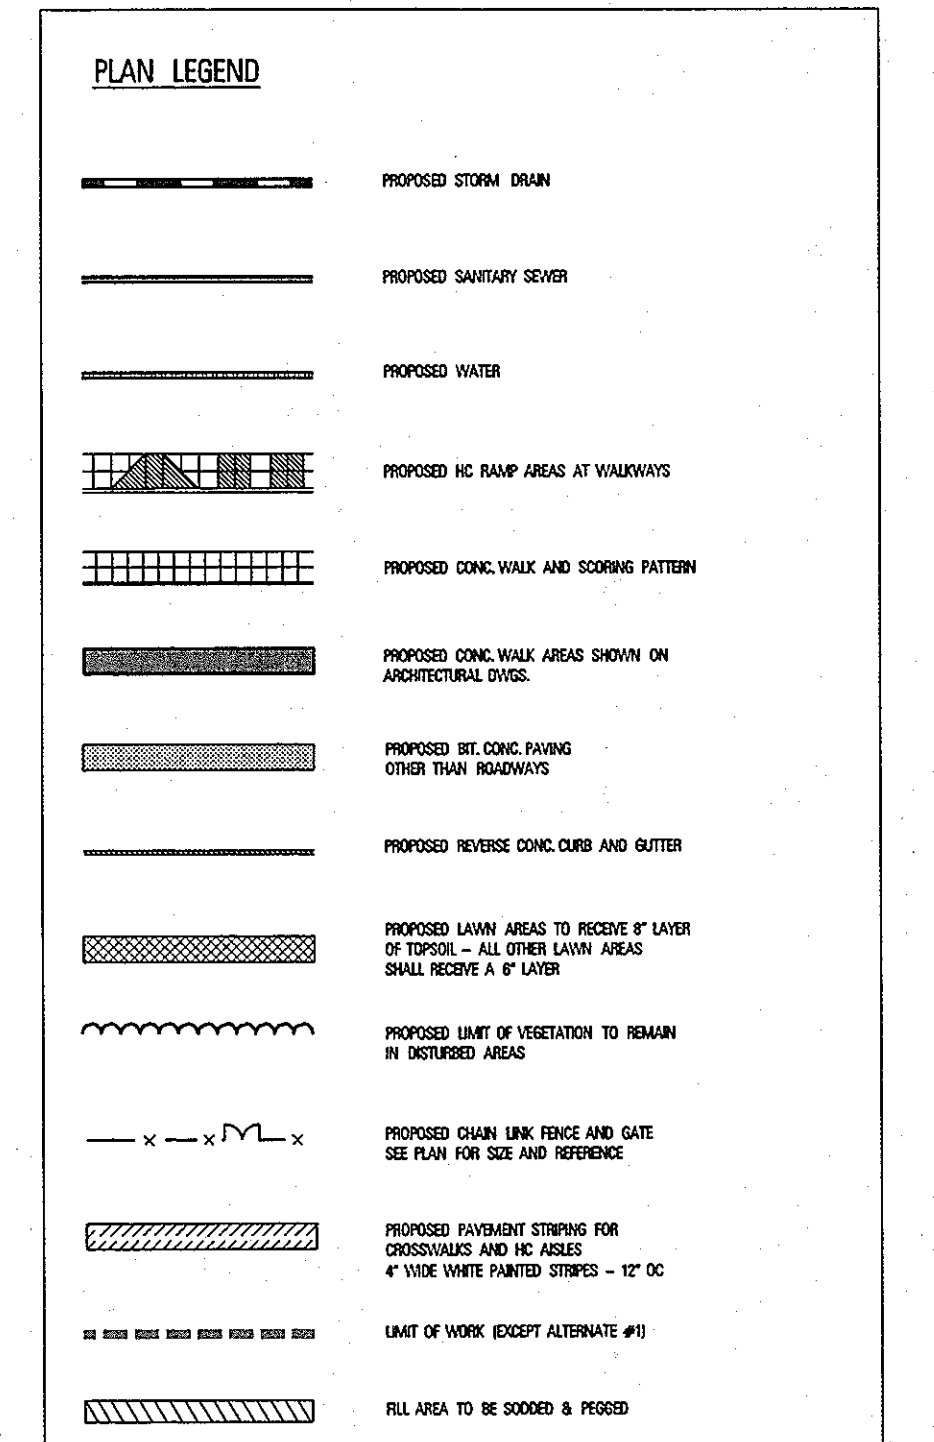 PLAN LEGEND
PROPOSED STORM DRAIN
PROPOSED SANITARY SEWER
PROPOSED WATER
PROPOSED HC RAMP AREAS AT WALKWAYS
PROPOSED CONC. WALK AND SCORING PATTERN
PROPOSED CONC. WALK AREAS SHOWN ON
ARCHITECTURAL DWGS.
PROPOSED BIT. CONC. PAVING
OTHER THAN ROADWAYS
PROPOSED REVERSE CONC. CURB AND GUTTER
PROPOSED LAWN AREAS TO RECEIVE 8" LAYER
OF TOPSOIL - ALL OTHER LAWN AREAS
SHALL RECEIVE A 6" LAYER
PROPOSED LIMIT OF VEGETATION TO REMAIN
IN DISTURBED AREAS
x x x
PROPOSED CHAIN LINK FENCE AND GATE
SEE PLAN FOR SIZE AND REFERENCE
PROPOSED PAVEMENT STRIPING FOR
CROSSWALKS AND HC AISLES
4" WIDE WHITE PAINTED STRIPES - 12" OC
LIMIT OF WORK (EXCEPT ALTERNATE #1)
FILL AREA TO BE SODDED & PEGGED